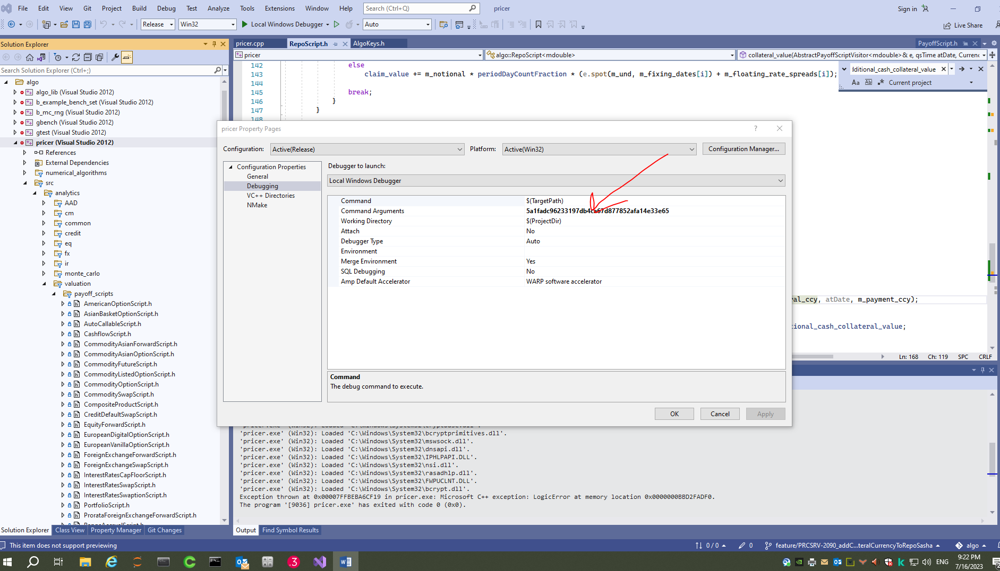 File Edit View Git Project Build Debug Test Analyze Tools Extensions Window Help Search (Ctrl+Q) pricer Sign in
Release Win32 Local Windows Debugger Auto Live Share
Solution Explorer
Search Solution Explorer (Ctrl+;)
algo
algo_lib (Visual Studio 2012)
b_example_bench_set (Visual Studio 2012)
b_mc_rng (Visual Studio 2012)
gbench (Visual Studio 2012)
gtest (Visual Studio 2012)
pricer (Visual Studio 2012)
References
External Dependencies
numerical_algorithms
src
analytics
AAD
cm
common
credit
eq
fx
ir
monte_carlo
valuation
payoff_scripts
AmericanOptionScript.h
AsianBasketOptionScript.h
AutoCallableScript.h
CashflowScript.h
CommodityAsianForwardScript.h
CommodityAsianOptionScript.h
CommodityFutureScript.h
CommodityListedOptionScript.h
CommodityOptionScript.h
CommoditySwapScript.h
CompositeProductScript.h
CreditDefaultSwapScript.h
EquityForwardScript.h
EuropeanDigitalOptionScript.h
EuropeanVanillaOptionScript.h
ForeignExchangeForwardScript.h
ForeignExchangeSwapScript.h
InterestRatesCapFloorScript.h
InterestRatesSwapScript.h
InterestRatesSwaptionScript.h
PortfolioScript.h
ProrataForeignExchangeForwardScript.h
Solution Explorer Class View Property Manager Git Changes
pricer.cpp RepoScript.h AlgoKeys.h PayoffScript.h
pricer algo::RepoScript<mdouble> collateral_value(AbstractPayoffScriptVisitor<mdouble>& e, qsTime atDate, Currenc
142 else
143 claim_value += m_notional * periodDayCountFraction * (e.spot(m_und, m_fixing_dates[i]) + m_floating_rate_spreads[i]);
144
145 break;
146 }
147 }
148
ditional_cash_collateral_value
Aa Ab Current project
pricer Property Pages ?
Configuration: Active(Release) Platform: Active(Win32) Configuration Manager...
Configuration Properties
General
Debugging
VC++ Directories
NMake
Debugger to launch:
Local Windows Debugger
Command $(TargetPath)
Command Arguments 5a1fadc96233197db4ca67d877852afa14e33e65
Working Directory $(ProjectDir)
Attach No
Debugger Type Auto
Environment
Merge Environment Yes
SQL Debugging No
Amp Default Accelerator WARP software accelerator
Command
The debug command to execute.
OK Cancel Apply
ral_ccy, atDate, m_payment_ccy);
tional_cash_collateral_value;
Ln: 168 Ch: 119 SPC CRLF
'pricer.exe' (Win32): Loaded 'C:\Windows\System32\cryptbase.dll'.
'pricer.exe' (Win32): Loaded 'C:\Windows\System32\bcryptprimitives.dll'.
'pricer.exe' (Win32): Loaded 'C:\Windows\System32\mswsock.dll'.
'pricer.exe' (Win32): Loaded 'C:\Windows\System32\dnsapi.dll'.
'pricer.exe' (Win32): Loaded 'C:\Windows\System32\IPHLPAPI.DLL'.
'pricer.exe' (Win32): Loaded 'C:\Windows\System32\nsi.dll'.
'pricer.exe' (Win32): Loaded 'C:\Windows\System32\rasadhlp.dll'.
'pricer.exe' (Win32): Loaded 'C:\Windows\System32\FWPUCLNT.DLL'.
'pricer.exe' (Win32): Loaded 'C:\Windows\System32\bcrypt.dll'.
Exception thrown at 0x00007FFBEBA6CF19 in pricer.exe: Microsoft C++ exception: LogicError at memory location 0x0000000BBD2FADF0.
The program '[9036] pricer.exe' has exited with code 0 (0x0).
Output Find Symbol Results
This item does not support previewing 0 / 0 0 feature/PRCSRV-2090_addC...teralCurrencyToRepoSasha algo
ENG 9:22 PM
7/16/2023